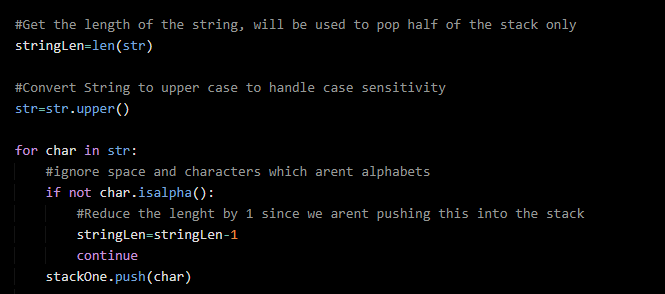 #Get the length of the string, will be used to pop half of the stack only
stringLen=len(str)
#Convert String to upper case to handle case sensitivity
str=str.upper()
for char in str:
#ignore space and characters which arent alphabets
if not char.isalpha():
#Reduce the lenght by 1 since we arent pushing this into the stack
stringLen=stringLen-1
continue
stackOne.push(char)